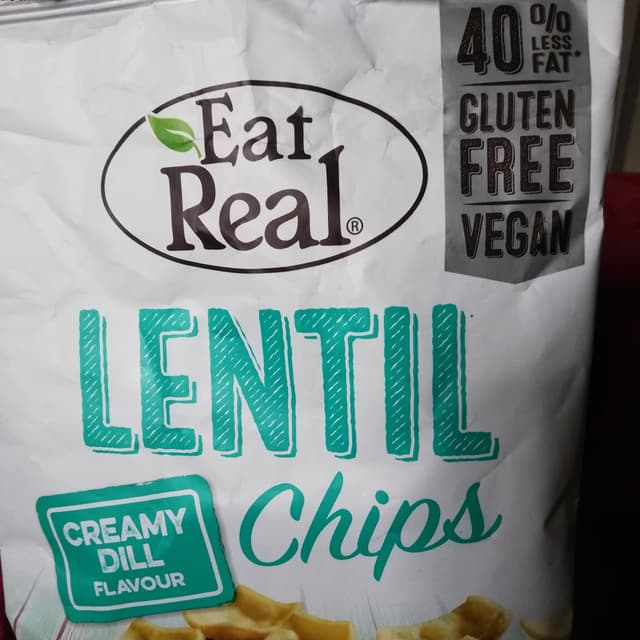 40 %
LESS
FAT*
GLUTEN
FREE
VEGAN
Eat
Real®
LENTIL
Chips
CREAMY
DILL
FLAVOUR